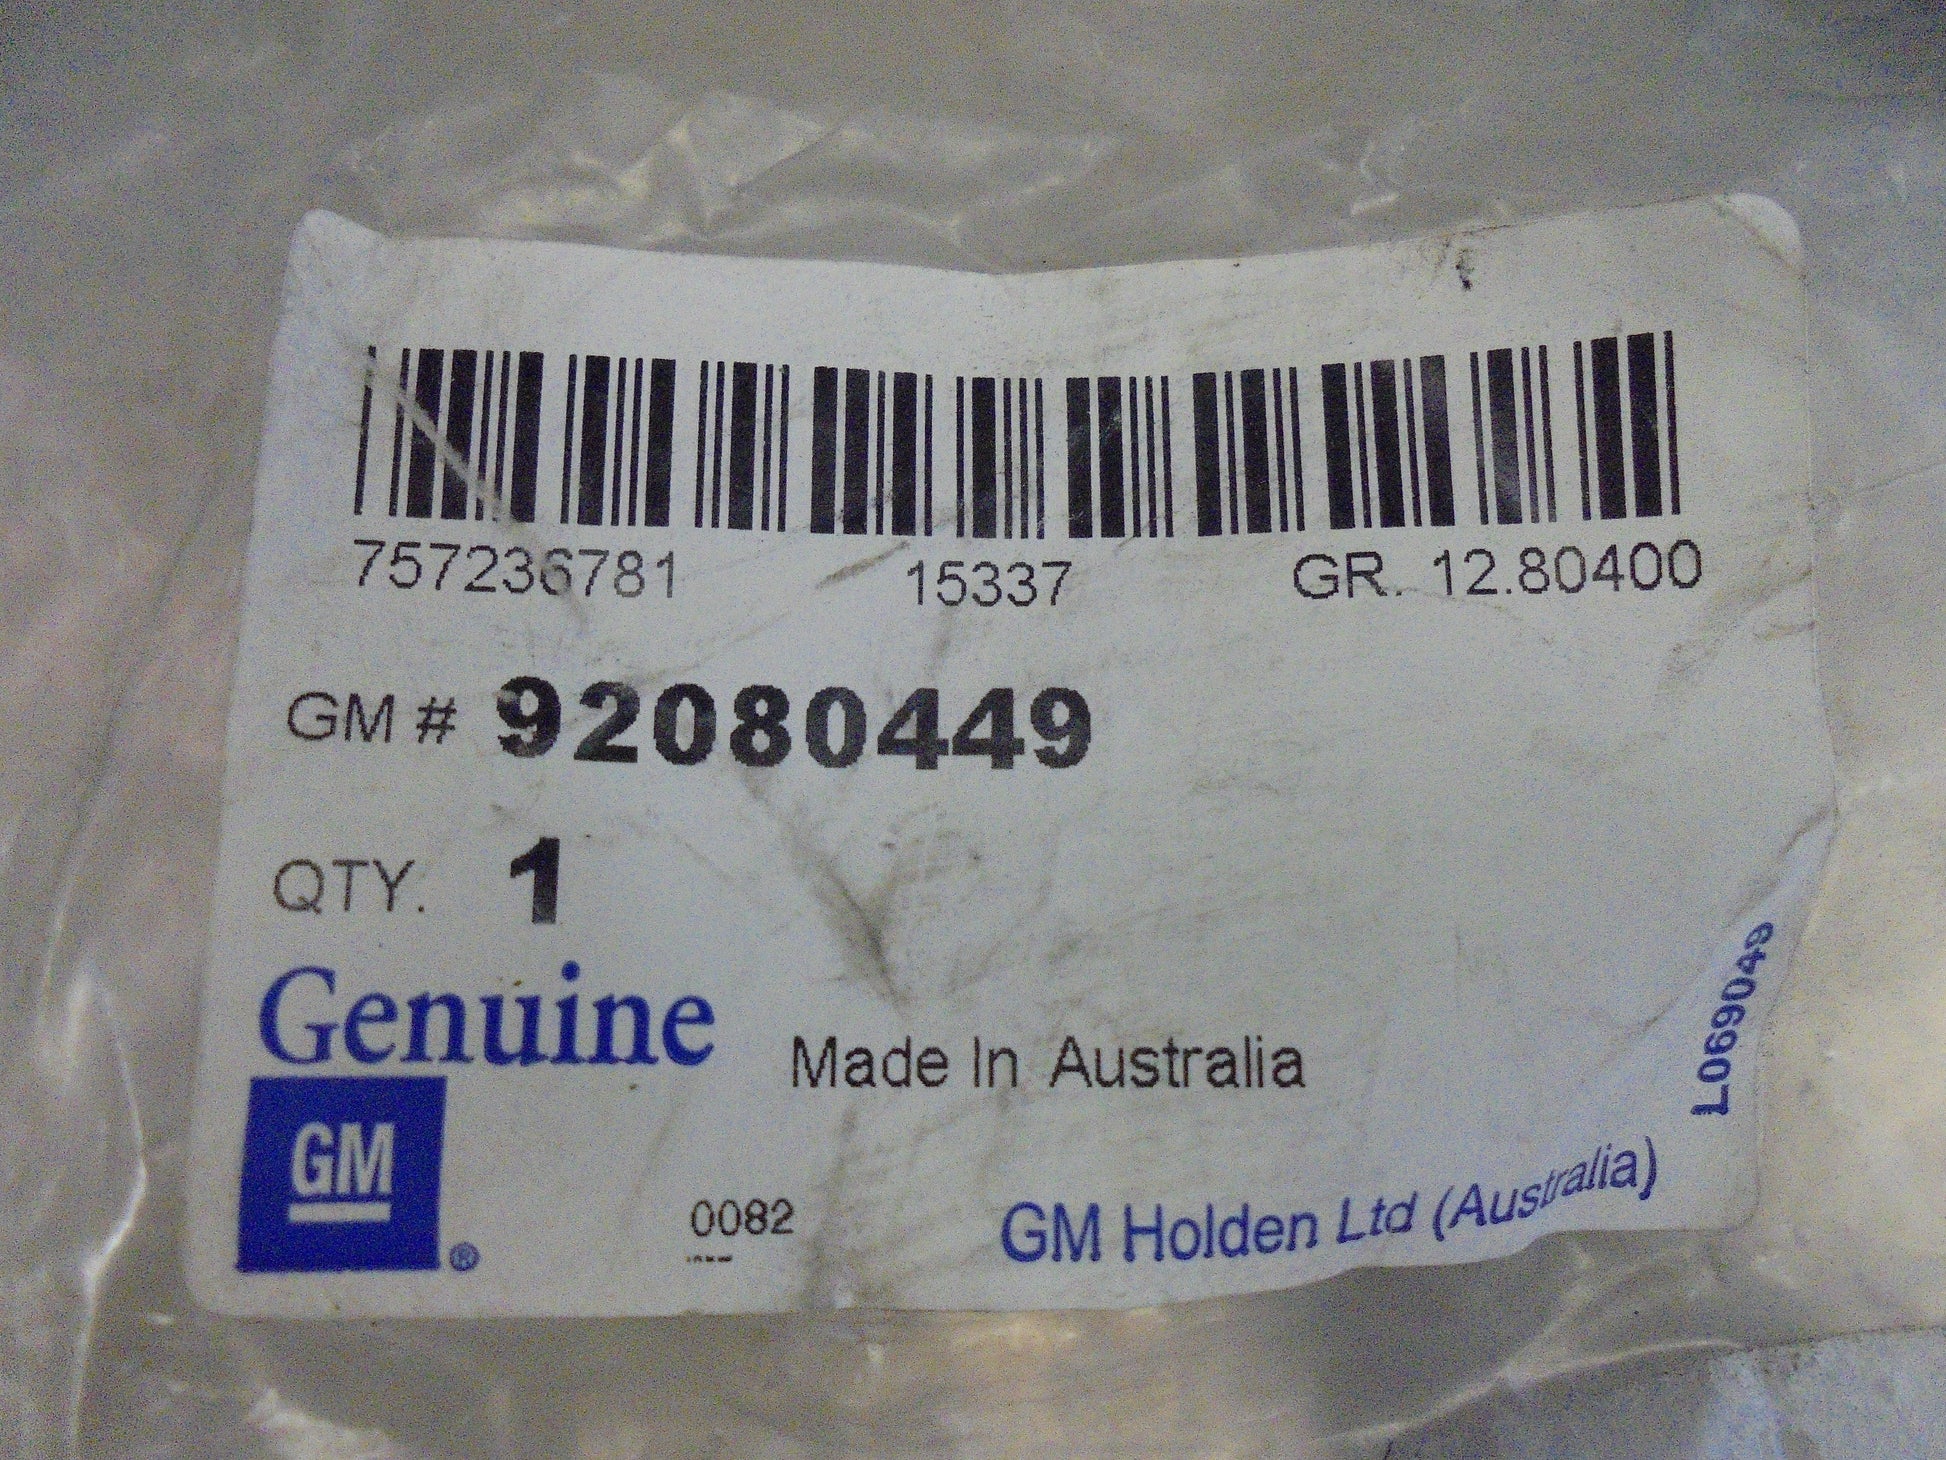 757236781 15337 GR. 12.80400
GM # 92080449
QTY. 1
Genuine
Made In Australia
L069049
GM ®
0082
GM Holden Ltd (Australia)